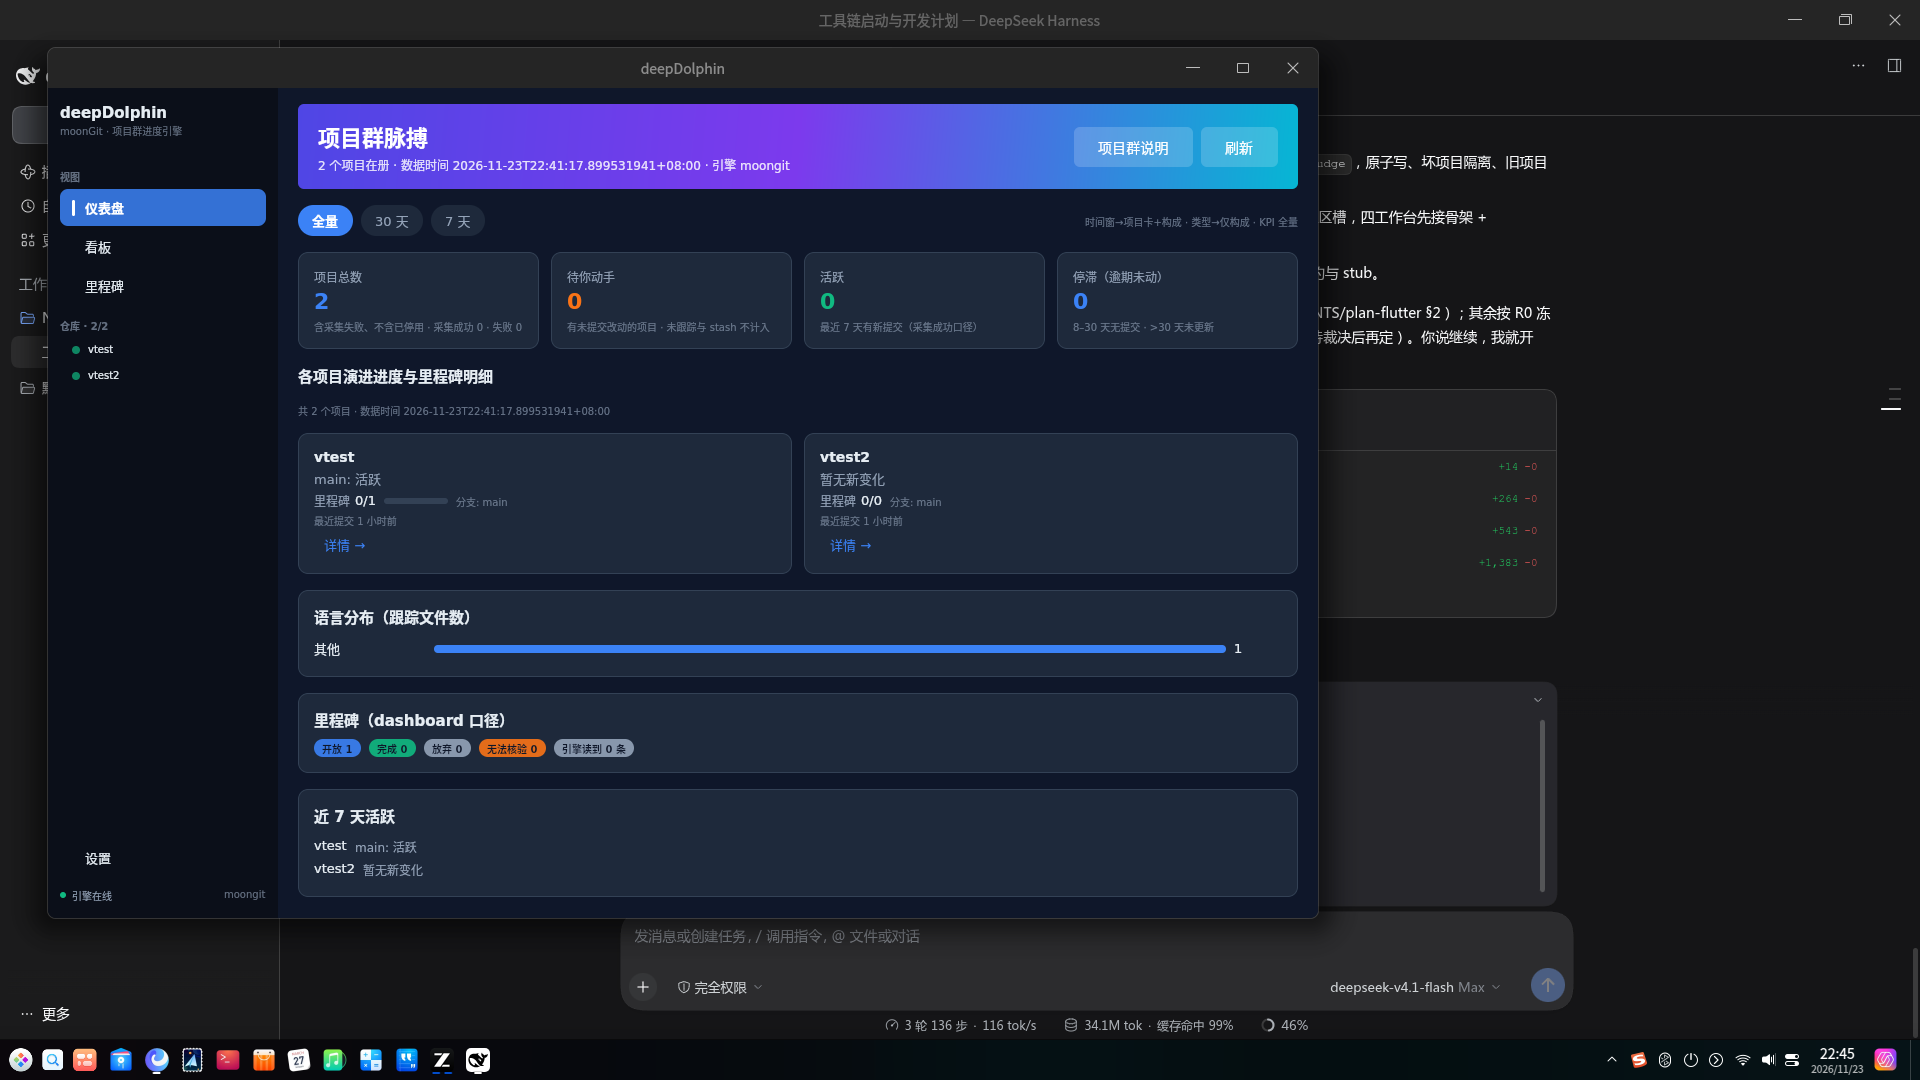 工具链启动与开发计划 — DeepSeek Harness
deepDolphin
deepDolphin
moonGit · 项目群进度引擎
视图
仪表盘
看板
里程碑
仓库 · 2/2
vtest
vtest2
设置
引擎在线
moongit
项目群脉搏
2 个项目在册 · 数据时间 2026-11-23T22:41:17.899531941+08:00 · 引擎 moongit
项目群说明
刷新
全量
30 天
7 天
时间窗→项目卡+构成 · 类型→仅构成 · KPI 全量
项目总数
2
含采集失败、不含已停用 · 采集成功 0 · 失败 0
待你动手
0
有未提交改动的项目 · 未跟踪与 stash 不计入
活跃
0
最近 7 天有新提交（采集成功口径）
停滞（逾期未动）
0
8–30 天无提交 · >30 天未更新
各项目演进进度与里程碑明细
共 2 个项目 · 数据时间 2026-11-23T22:41:17.899531941+08:00
vtest
main: 活跃
里程碑 0/1 分支: main
最近提交 1 小时前
详情 →
vtest2
暂无新变化
里程碑 0/0 分支: main
最近提交 1 小时前
详情 →
语言分布（跟踪文件数）
其他 1
里程碑（dashboard 口径）
开放 1 完成 0 放弃 0 无法核验 0 引擎读到 0 条
近 7 天活跃
vtest main: 活跃
vtest2 暂无新变化
工作
更多
udge ，原子写、坏项目隔离、旧项目
区槽，四工作台先接骨架 +
与 stub。
NTS/plan-flutter §2）；其余按 R0 冻
裁决后再定）。你说继续，我就开
+14 -0
+264 -0
+543 -0
+1,383 -0
发消息或创建任务, / 调用指令, @ 文件或对话
完全权限
deepseek-v4.1-flash Max
3 轮 136 步 · 116 tok/s
34.1M tok · 缓存命中 99%
46%
27
22:45
2026/11/23